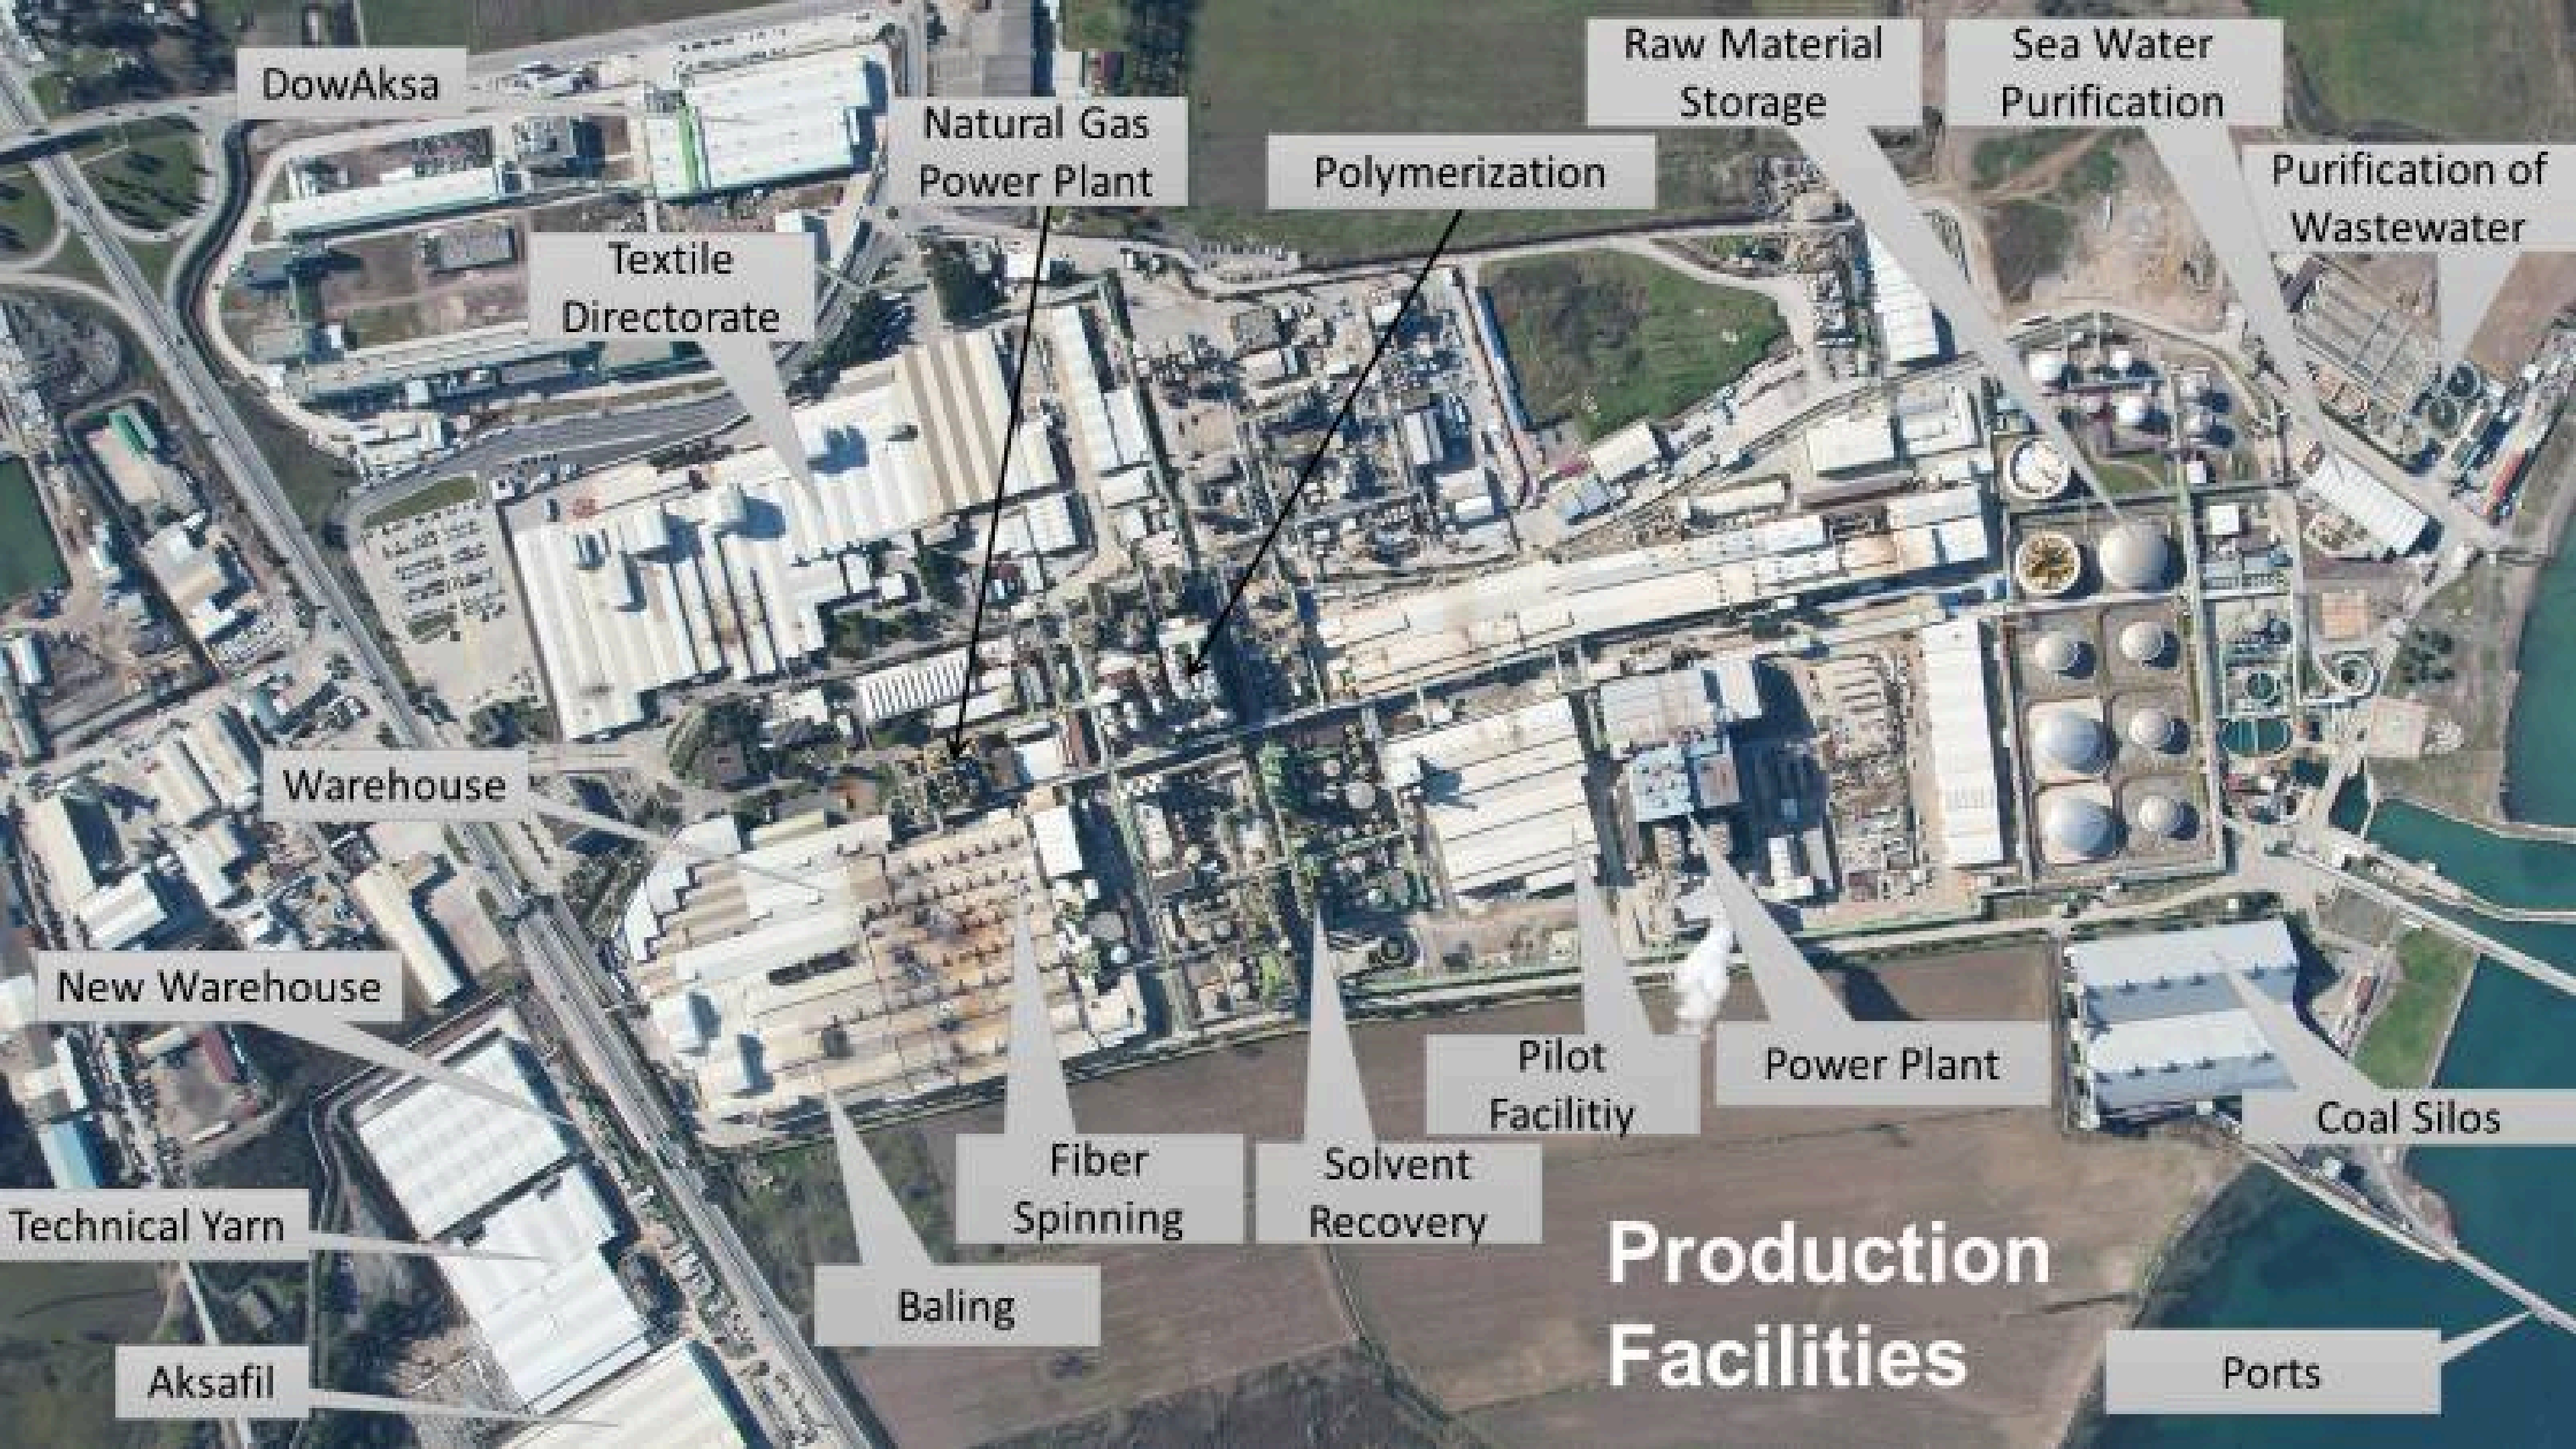 DowAksa
Natural Gas
Power Plant
Polymerization
Raw Material
Storage
Sea Water
Purification
Purification of
Wastewater
Textile
Directorate
Warehouse
New Warehouse
Technical Yarn
Aksafil
Baling
Fiber
Spinning
Solvent
Recovery
Pilot
Facilitiy
Power Plant
Coal Silos
Ports
Production
Facilities